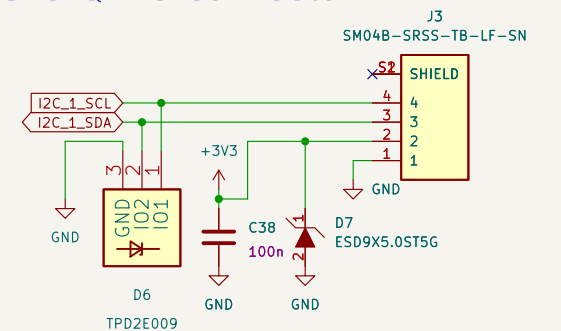 J3
SM04B-SRSS-TB-LF-SN
SHIELD
I2C_1_SCL
4 4
I2C_1_SDA
3 3
2 2
1 1
+3V3
GND
3 2 1
GND IO2 IO1
GND
C38
100n
1
D7
ESD9X5.0ST5G
2
D6
GND
GND
TPD2E009